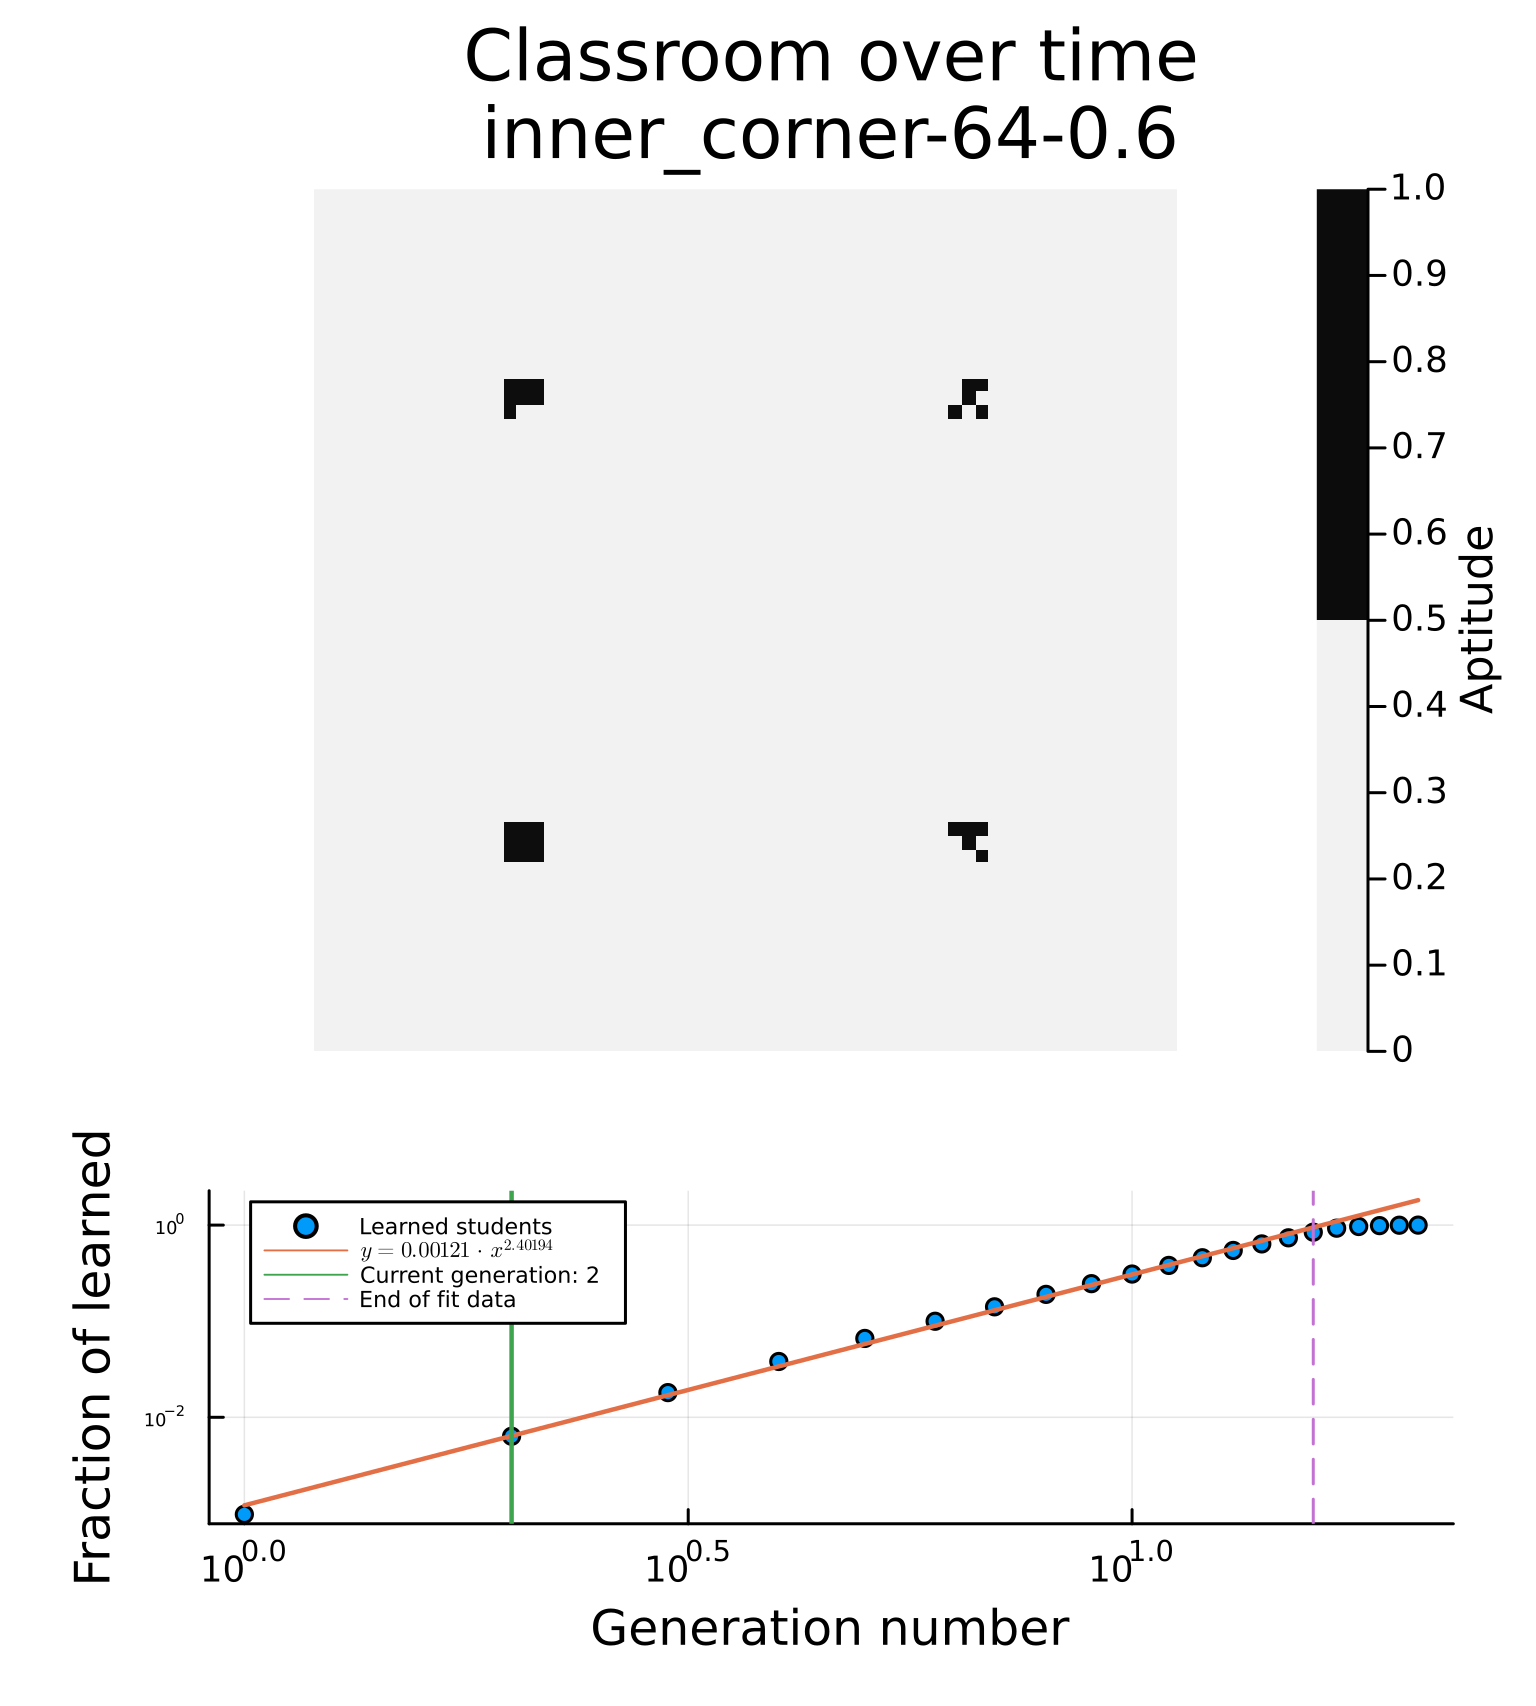 Classroom over time
inner_corner-64-0.6
1.0
0.9
0.8
0.7
0.6
0.5
0.4
0.3
0.2
0.1
0
Aptitude
Fraction of learned
10^0
10^−2
Learned students
y = 0.00121 · x^2.40194
Current generation: 2
End of fit data
10^0.0
10^0.5
10^1.0
Generation number